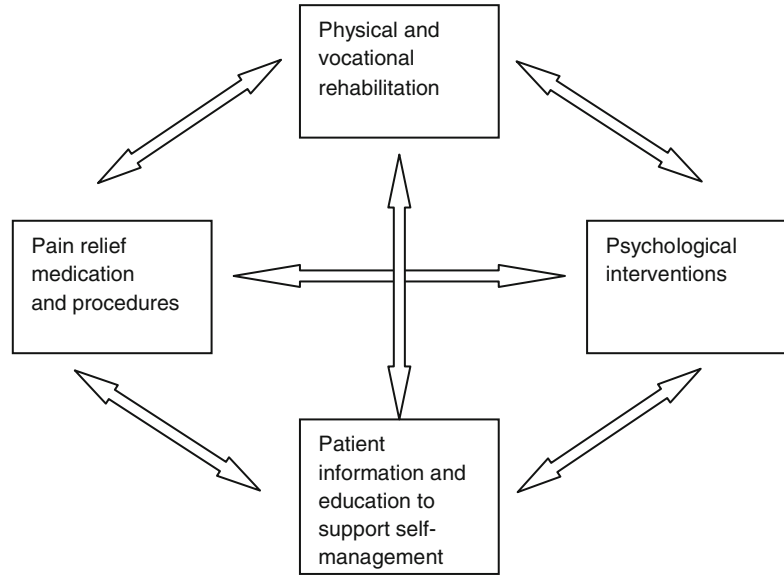 Physical and
vocational
rehabilitation
Pain relief
medication
and procedures
Psychological
interventions
Patient
information and
education to
support self-
management